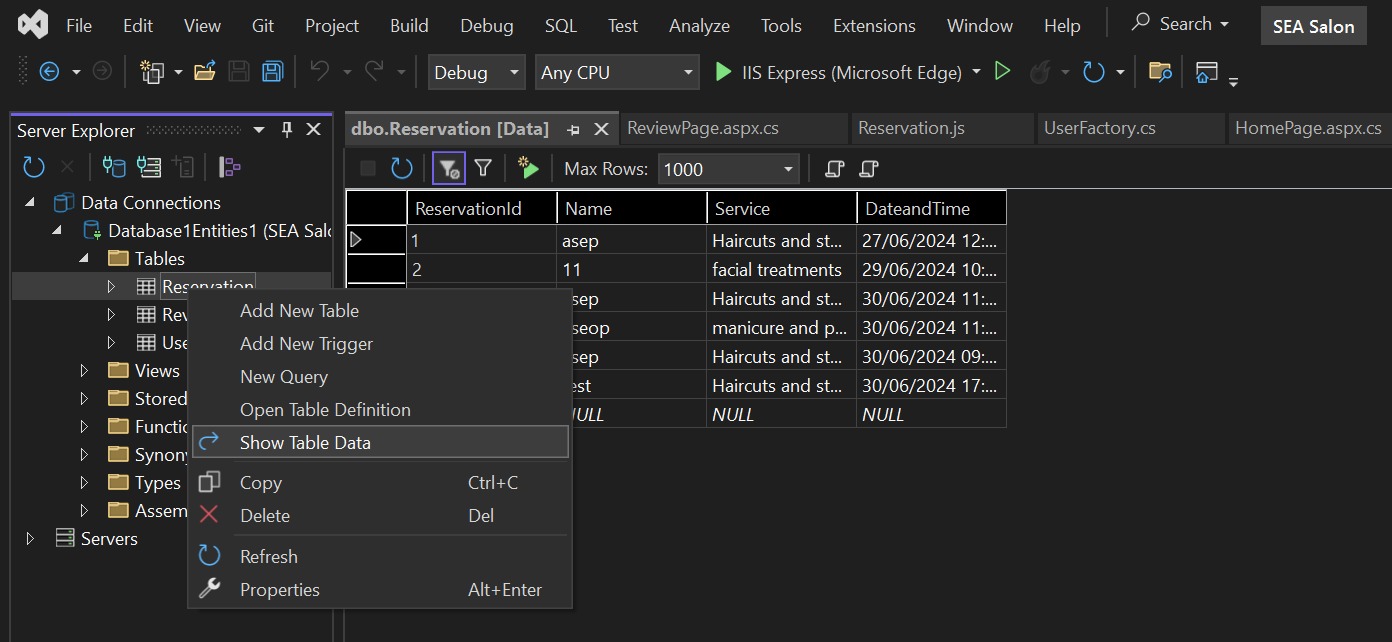 File Edit View Git Project Build Debug SQL Test Analyze Tools Extensions Window Help Search SEA Salon
Debug Any CPU IIS Express (Microsoft Edge)
Server Explorer
Data Connections
Database1Entities1 (SEA Salo
Tables
Reservation
Rev
Use
Views
Stored
Functio
Synony
Types
Assem
Servers
Add New Table
Add New Trigger
New Query
Open Table Definition
Show Table Data
Copy Ctrl+C
Delete Del
Refresh
Properties Alt+Enter
dbo.Reservation [Data] ReviewPage.aspx.cs Reservation.js UserFactory.cs HomePage.aspx.cs
Max Rows: 1000
ReservationId Name Service DateandTime
1 asep Haircuts and st... 27/06/2024 12:...
2 11 facial treatments 29/06/2024 10:...
sep Haircuts and st... 30/06/2024 11:...
seop manicure and p... 30/06/2024 11:...
sep Haircuts and st... 30/06/2024 09:...
est Haircuts and st... 30/06/2024 17:...
ULL NULL NULL